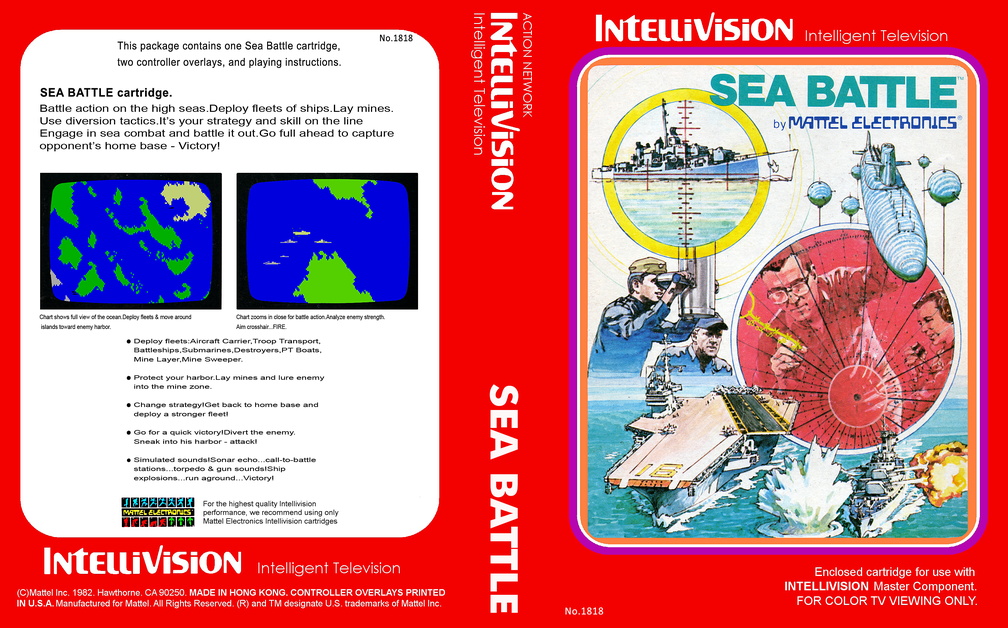 This package contains one Sea Battle cartridge,
two controller overlays, and playing instructions.
No.1818
SEA BATTLE cartridge.
Battle action on the high seas.Deploy fleets of ships.Lay mines.
Use diversion tactics.It's your strategy and skill on the line
Engage in sea combat and battle it out.Go full ahead to capture
opponent's home base - Victory!
Chart shows full view of the ocean.Deploy fleets & move around
islands toward enemy harbor.
Chart zooms in close for battle action.Analyze enemy strength.
Aim crosshair...FIRE.
● Deploy fleets:Aircraft Carrier,Troop Transport,
Battleships,Submarines,Destroyers,PT Boats,
Mine Layer,Mine Sweeper.
● Protect your harbor.Lay mines and lure enemy
into the mine zone.
● Change strategy!Get back to home base and
deploy a stronger fleet!
● Go for a quick victory!Divert the enemy.
Sneak into his harbor - attack!
● Simulated sounds!Sonar echo...call-to-battle
stations...torpedo & gun sounds!Ship
explosions...run aground...Victory!
MATTEL ELECTRONICS
For the highest quality Intellivision
performance, we recommend using only
Mattel Electronics Intellivision cartridges
INTELLIVISION Intelligent Television
(C)Mattel Inc. 1982. Hawthorne. CA 90250. MADE IN HONG KONG. CONTROLLER OVERLAYS PRINTED
IN U.S.A. Manufactured for Mattel. All Rights Reserved. (R) and TM designate U.S. trademarks of Mattel Inc.
ACTION NETWORK
INTELLIVISION
Intelligent Television
SEA BATTLE
INTELLIVISION Intelligent Television
SEA BATTLE™
by MATTEL ELECTRONICS®
16
Enclosed cartridge for use with
INTELLIVISION Master Component.
FOR COLOR TV VIEWING ONLY.
No.1818